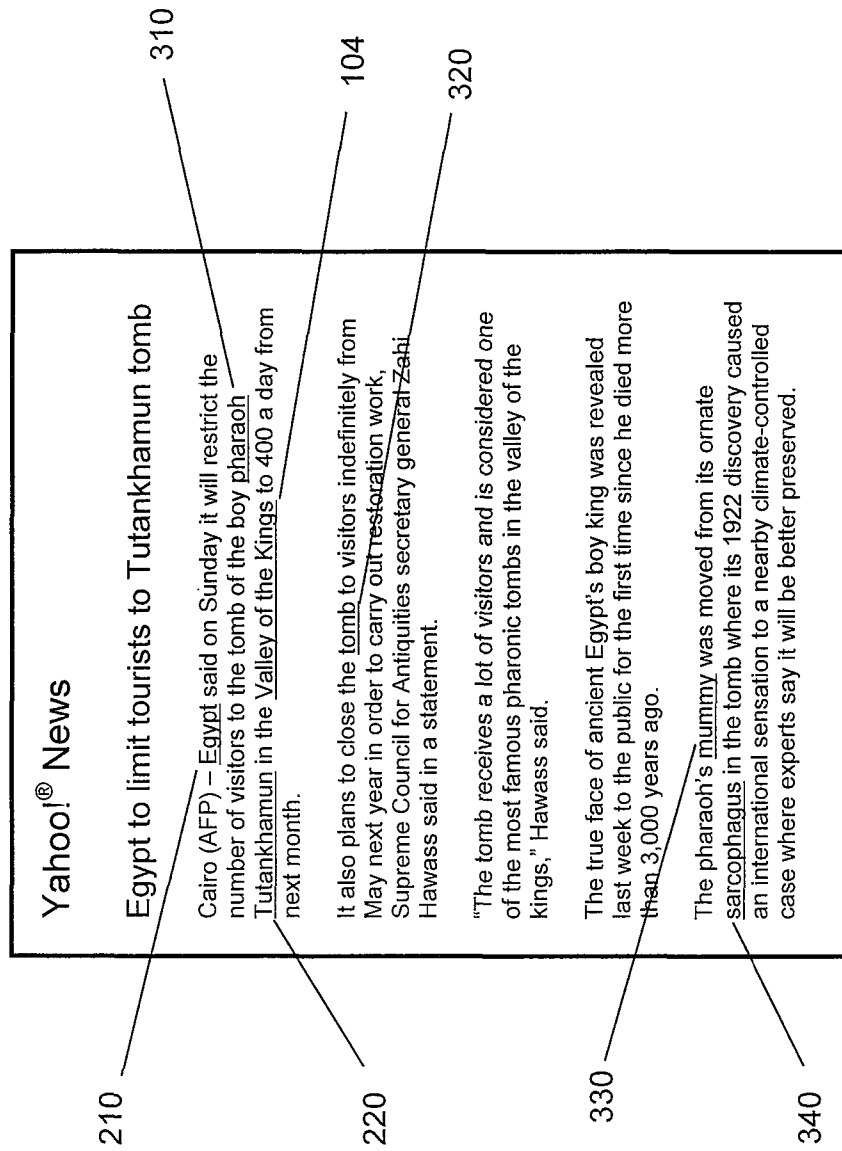 Yahoo!® News
Egypt to limit tourists to Tutankhamun tomb
Cairo (AFP) – Egypt said on Sunday it will restrict the
number of visitors to the tomb of the boy pharaoh
Tutankhamun in the Valley of the Kings to 400 a day from
next month.
It also plans to close the tomb to visitors indefinitely from
May next year in order to carry out restoration work,
Supreme Council for Antiquities secretary general Zahi
Hawass said in a statement.
"The tomb receives a lot of visitors and is considered one
of the most famous pharonic tombs in the valley of the
kings," Hawass said.
The true face of ancient Egypt's boy king was revealed
last week to the public for the first time since he died more
than 3,000 years ago.
The pharaoh's mummy was moved from its ornate
sarcophagus in the tomb where its 1922 discovery caused
an international sensation to a nearby climate-controlled
case where experts say it will be better preserved.
210
220
330
340
310
104
320